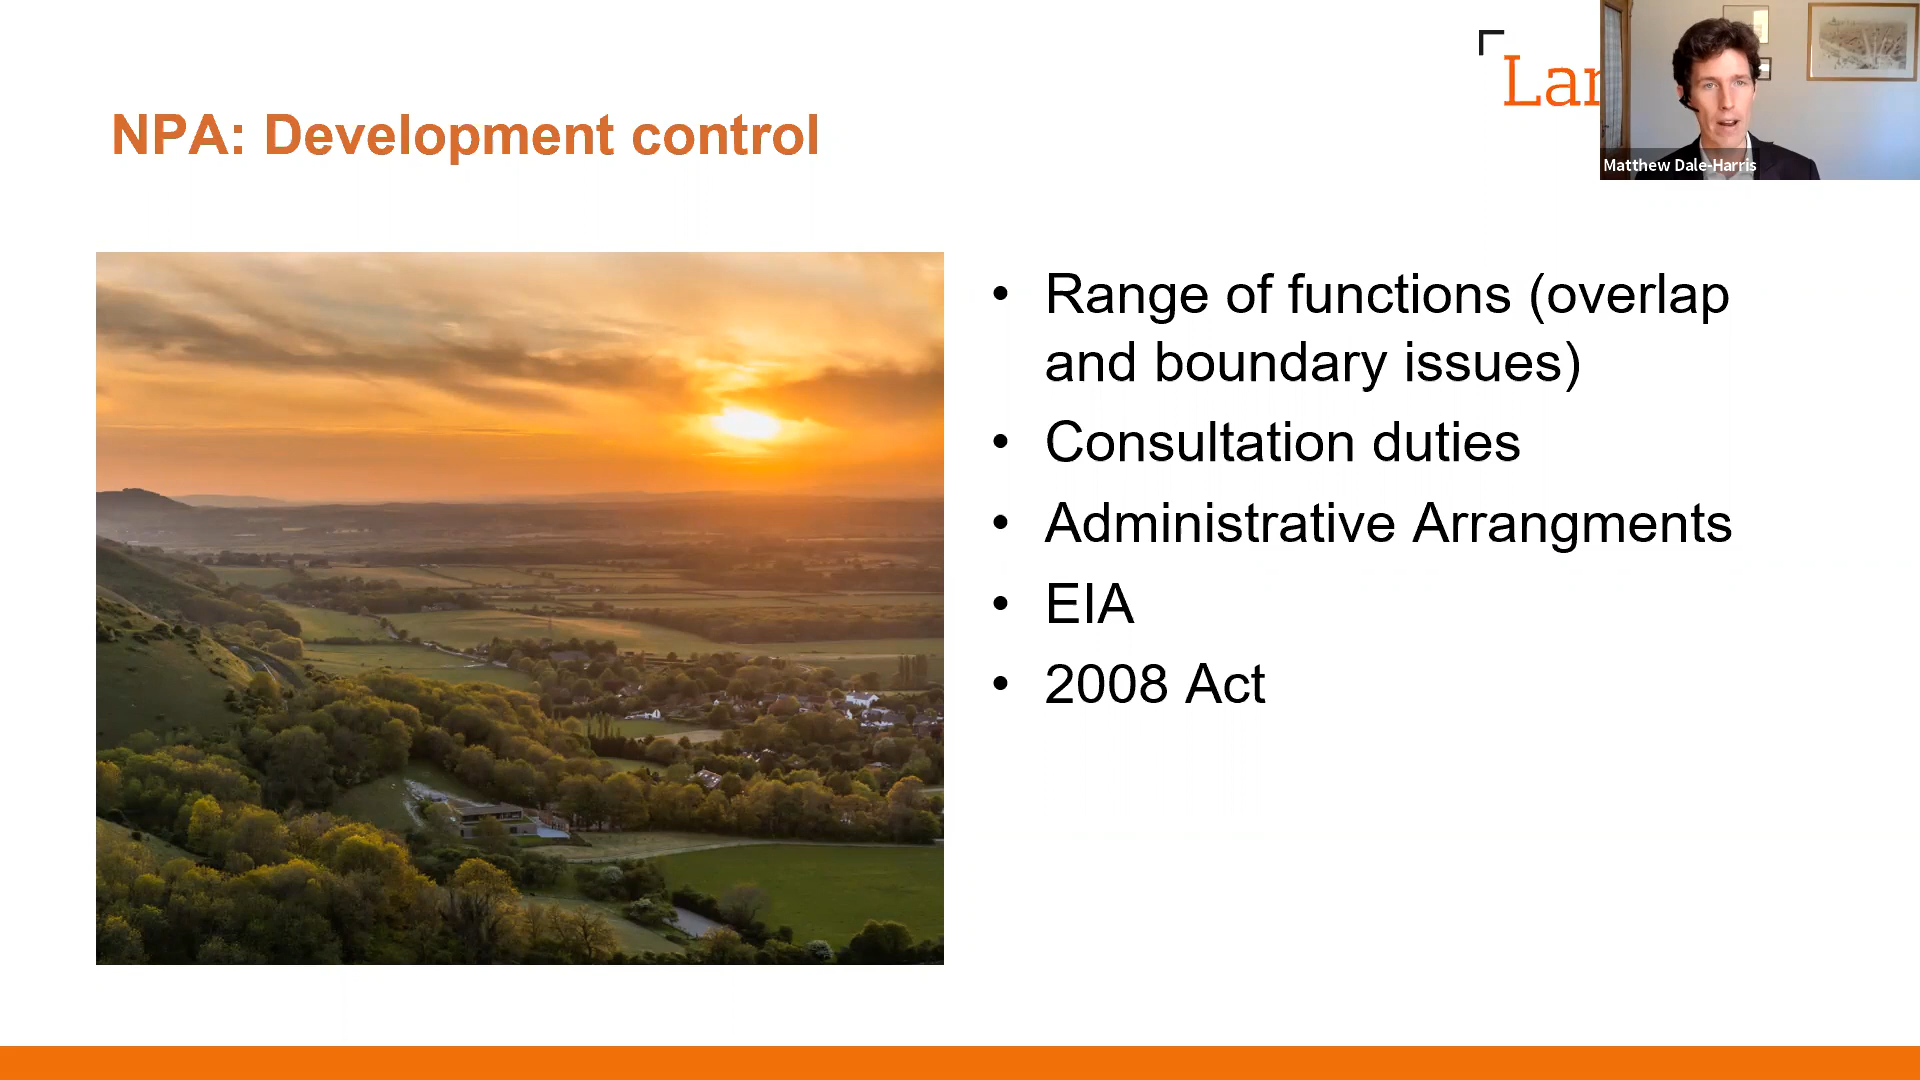 NPA: Development control
Lar
Matthew Dale-Harris
• Range of functions (overlap
and boundary issues)
• Consultation duties
• Administrative Arrangments
• EIA
• 2008 Act